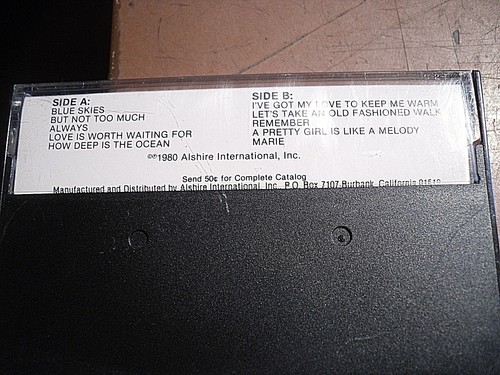 SIDE A:
BLUE SKIES
BUT NOT TOO MUCH
ALWAYS
LOVE IS WORTH WAITING FOR
HOW DEEP IS THE OCEAN
SIDE B:
I'VE GOT MY LOVE TO KEEP ME WARM
LET'S TAKE AN OLD FASHIONED WALK
REMEMBER
A PRETTY GIRL IS LIKE A MELODY
MARIE
©℗1980 Alshire International, Inc.
Send 50¢ for Complete Catalog
Manufactured and Distributed by Alshire International, Inc. P.O. Box 7107 Burbank, California